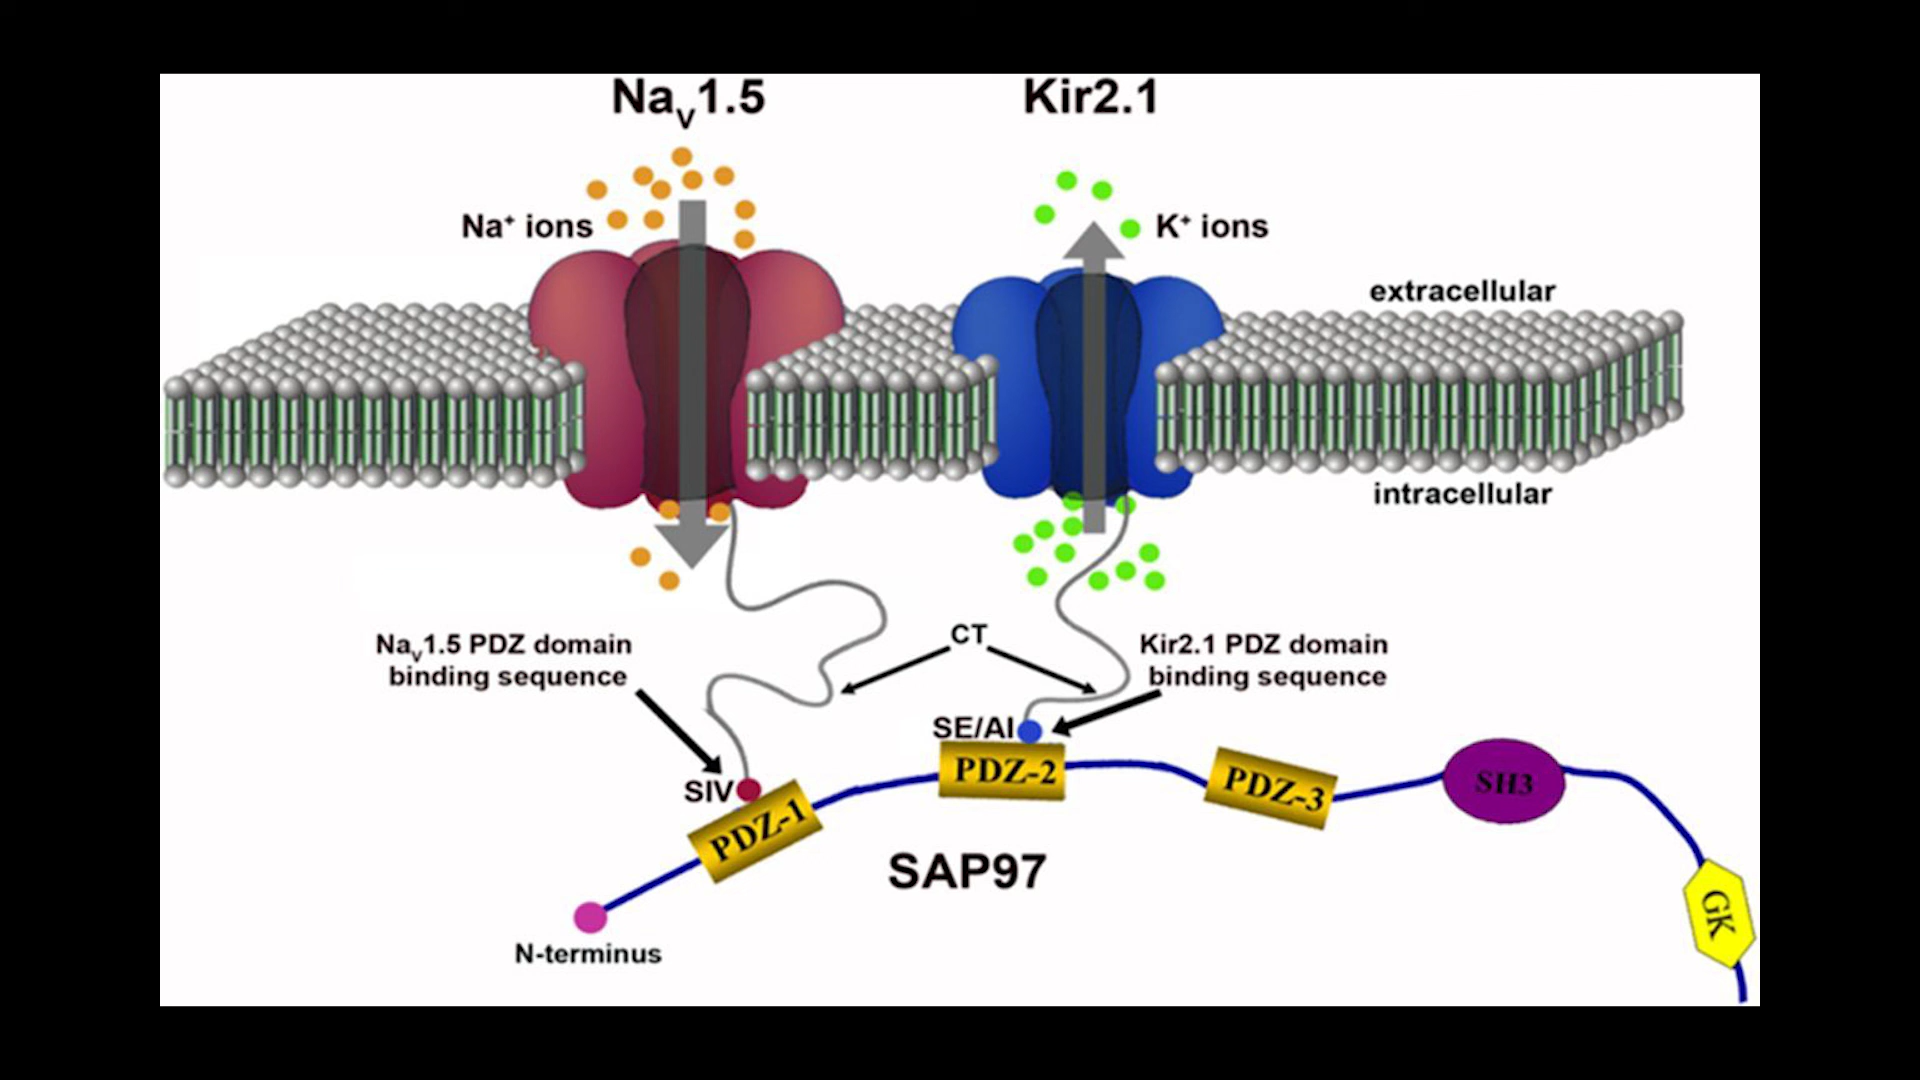 Nav1.5
Kir2.1
Na+ ions
K+ ions
extracellular
intracellular
Nav1.5 PDZ domain
binding sequence
CT
Kir2.1 PDZ domain
binding sequence
SE/AI
SIV
PDZ-1
PDZ-2
PDZ-3
SH3
GK
SAP97
N-terminus